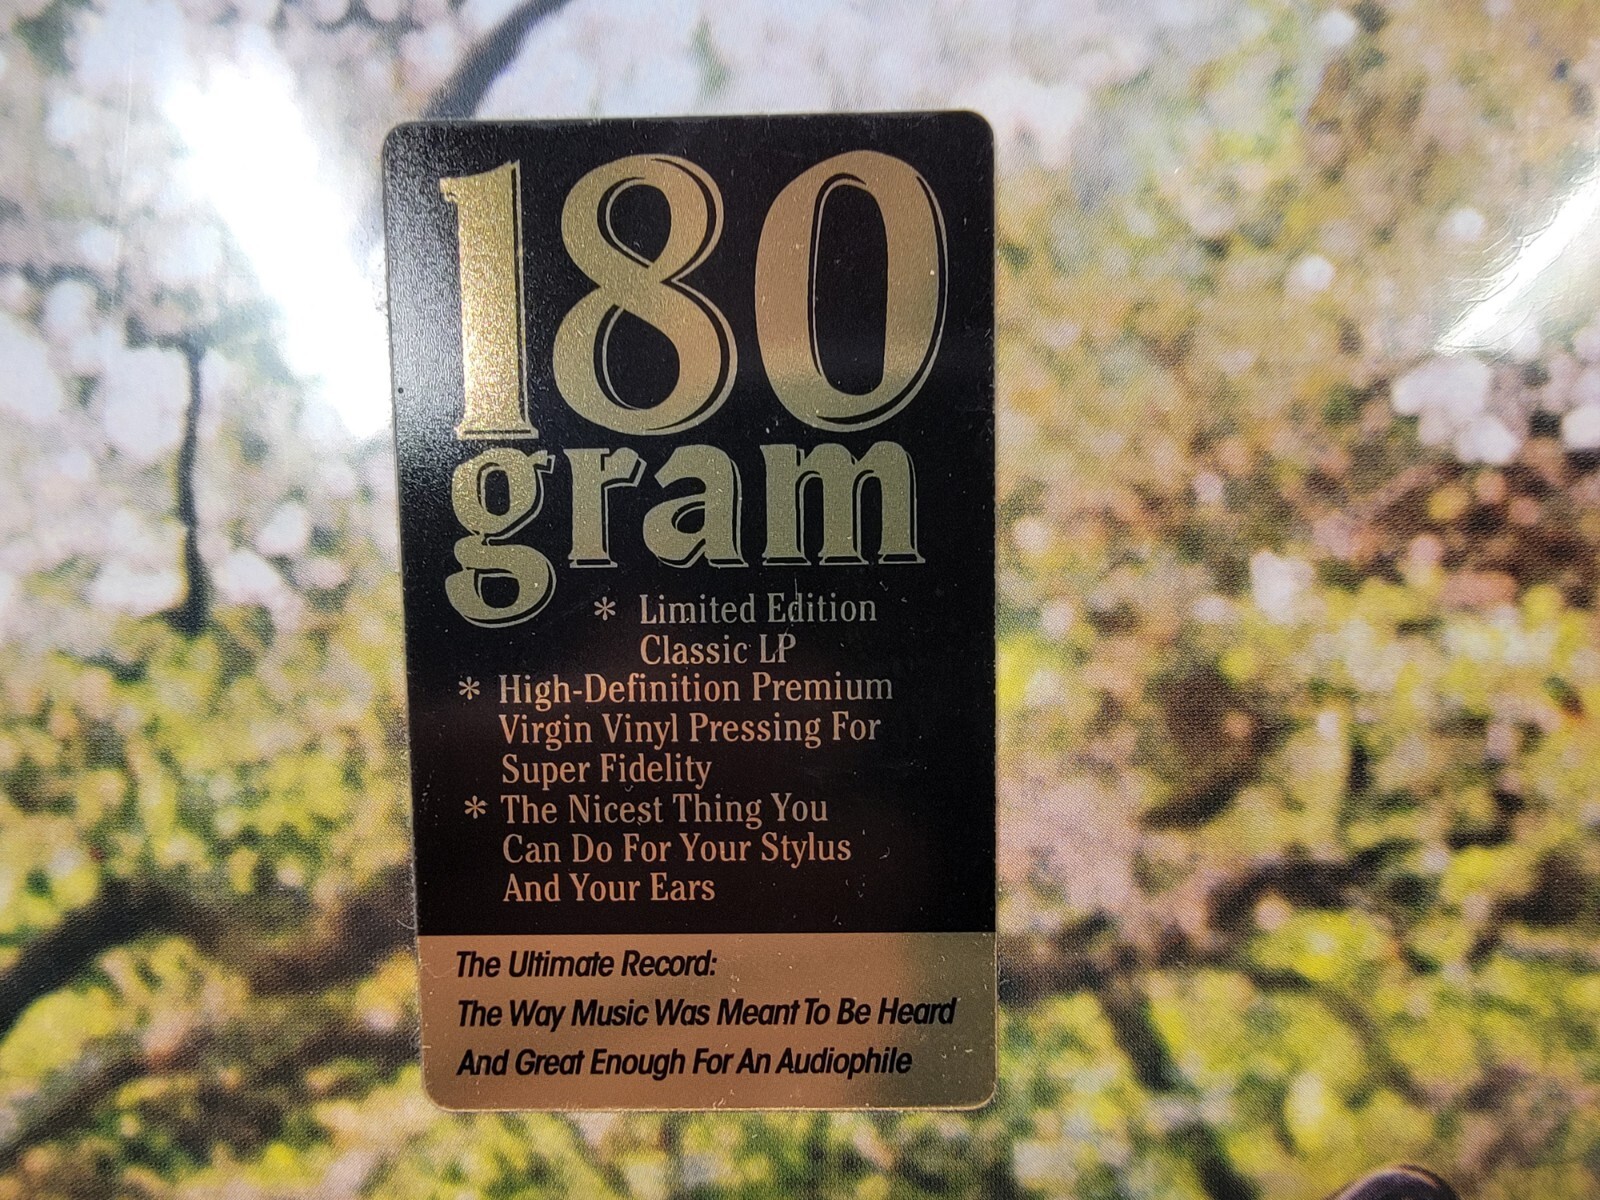 180
gram
* Limited Edition
Classic LP
* High-Definition Premium
Virgin Vinyl Pressing For
Super Fidelity
* The Nicest Thing You
Can Do For Your Stylus
And Your Ears
The Ultimate Record:
The Way Music Was Meant To Be Heard
And Great Enough For An Audiophile